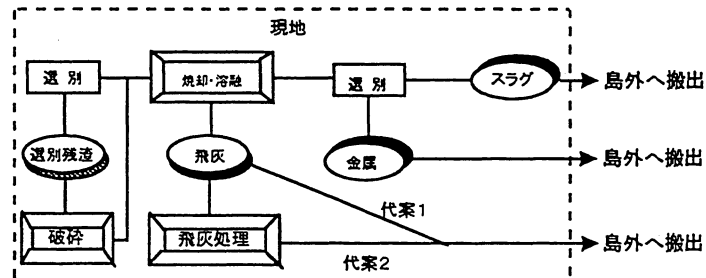 現地
選別
焼却・溶融
選別
スラグ
島外へ搬出
選別残渣
飛灰
金属
島外へ搬出
代案1
破砕
飛灰処理
島外へ搬出
代案2